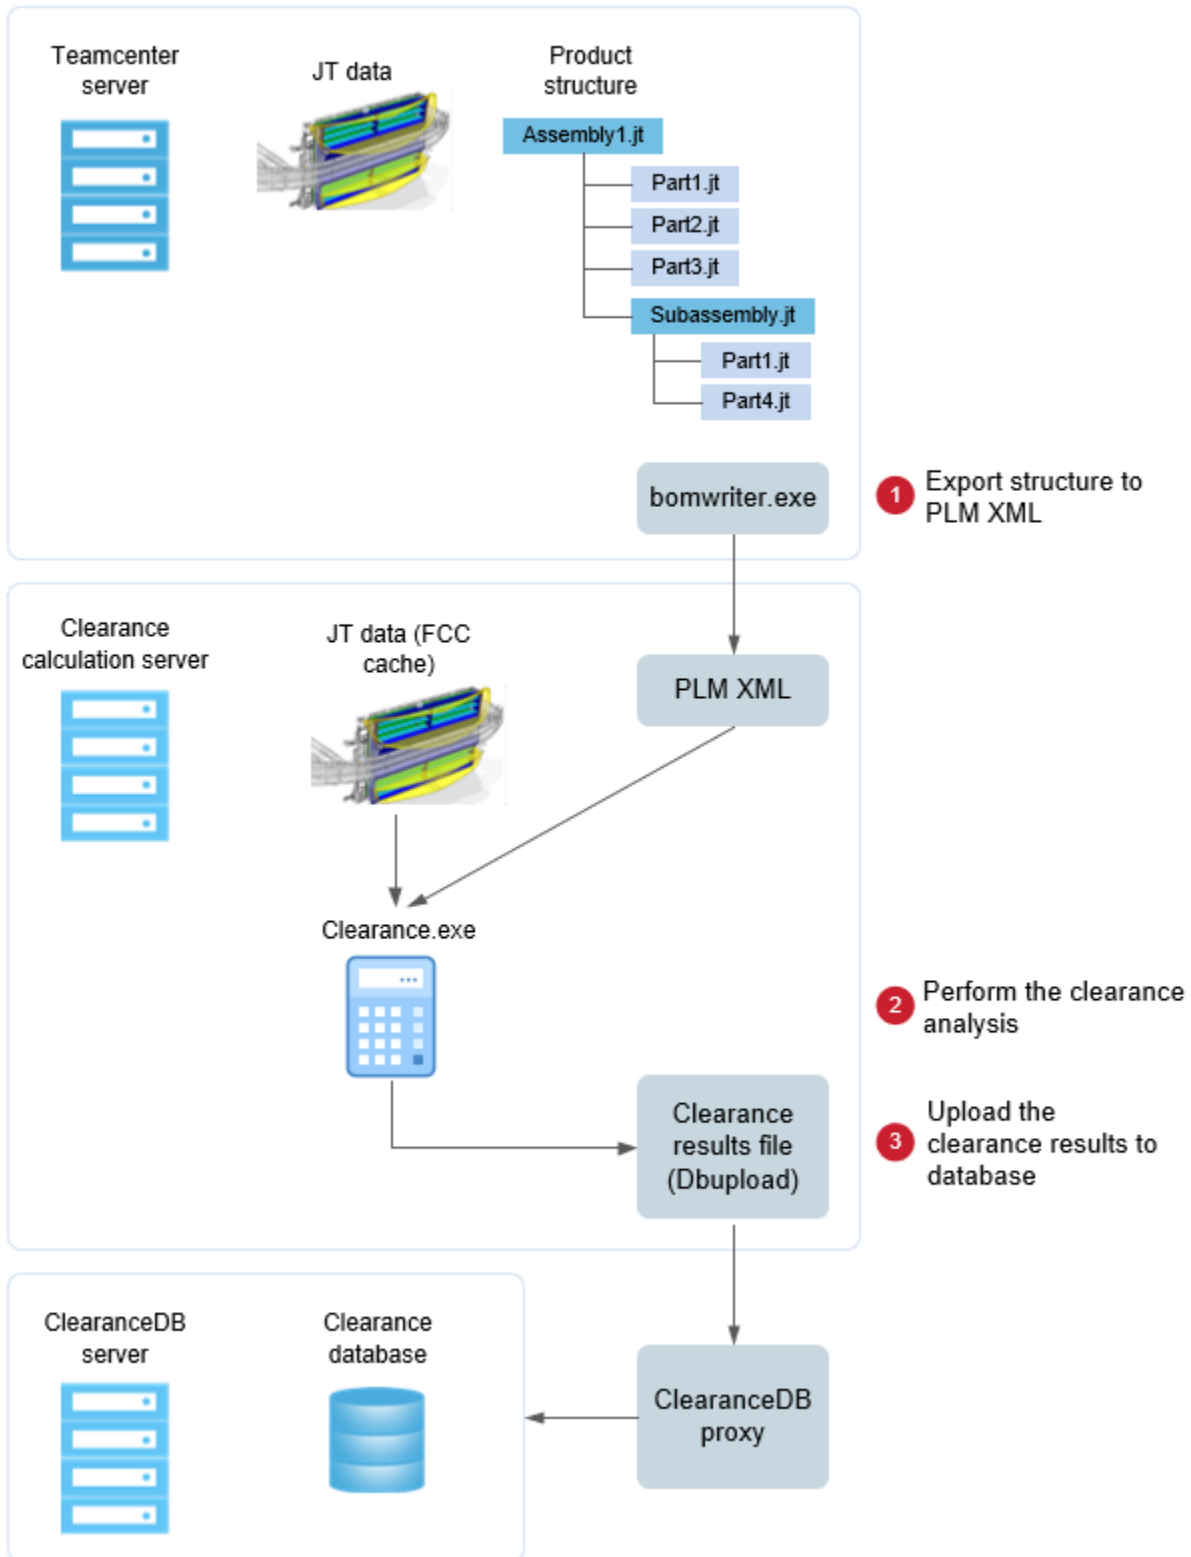 Teamcenter
server
JT data
Product
structure
Assembly1.jt
Part1.jt
Part2.jt
Part3.jt
Subassembly.jt
Part1.jt
Part4.jt
bomwriter.exe
1
Export structure to
PLM XML
Clearance
calculation server
JT data (FCC
cache)
PLM XML
Clearance.exe
2
Perform the clearance
analysis
Clearance
results file
(Dbupload)
3
Upload the
clearance results to
database
ClearanceDB
server
Clearance
database
ClearanceDB
proxy